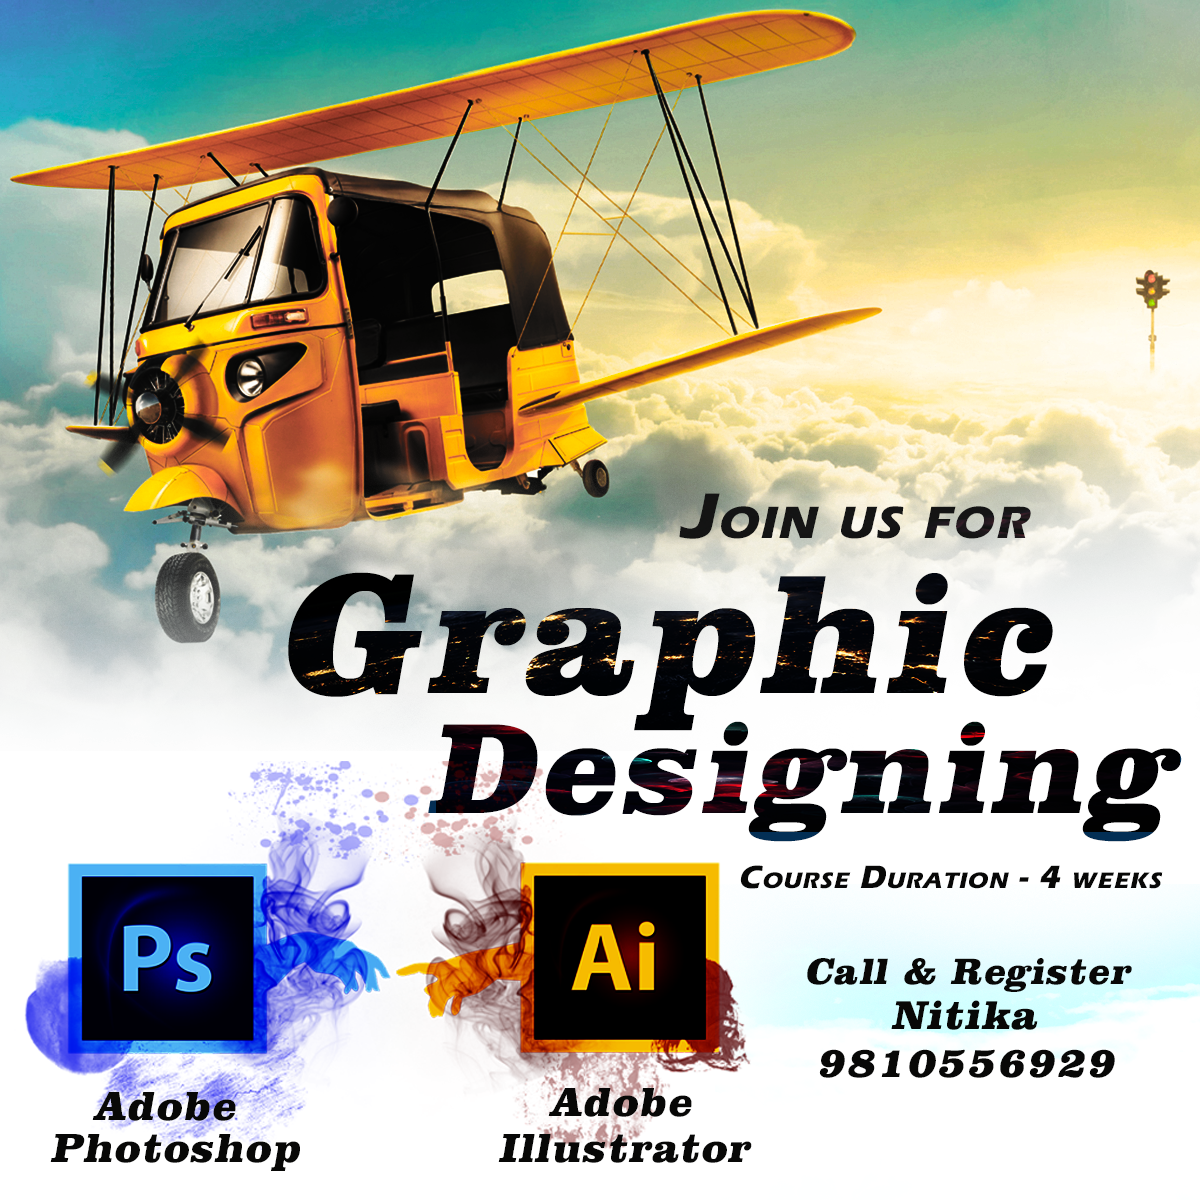 Join us for
Graphic
Designing
Course Duration - 4 weeks
Ps
Ai
Call & Register
Nitika
9810556929
Adobe
Photoshop
Adobe
Illustrator